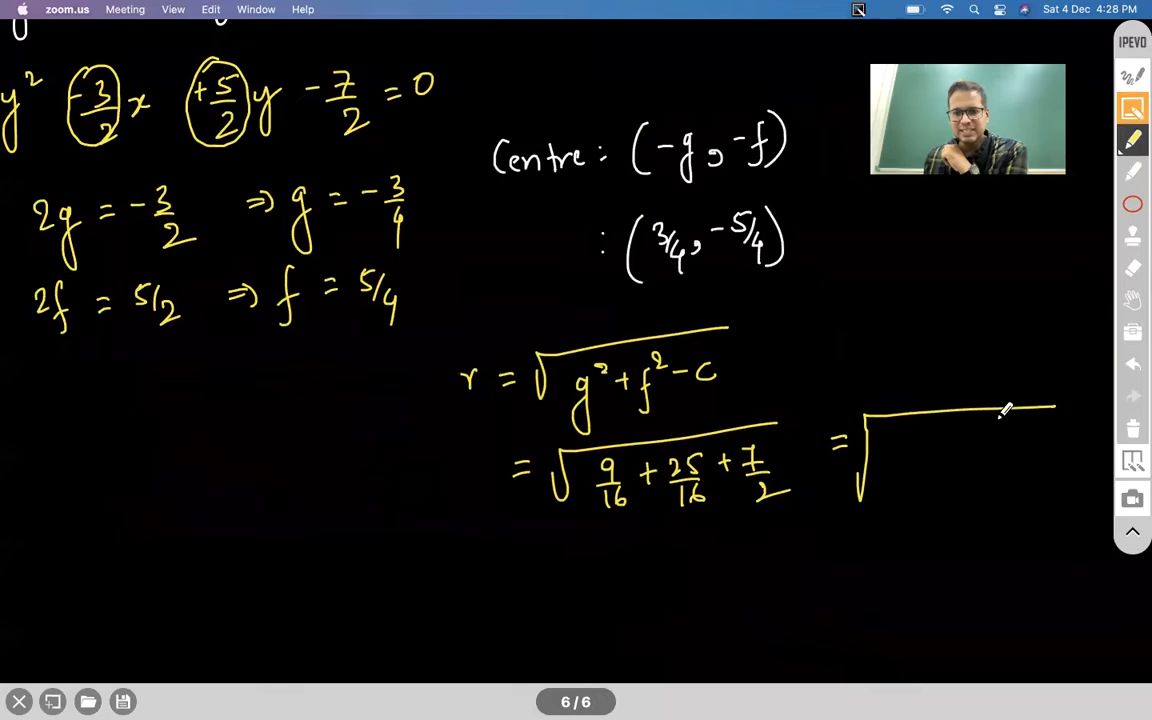 zoom.us Meeting View Edit Window Help Sat 4 Dec 4:28 PM
IPEVO
y² -3/2 x +5/2 y - 7/2 = 0
Centre : (-g, -f)
2g = -3/2 ⇒ g = -3/4
: (3/4, -5/4)
2f = 5/2 ⇒ f = 5/4
r = √(g² + f² - c)
= √(9/16 + 25/16 + 7/2) = √
6 / 6